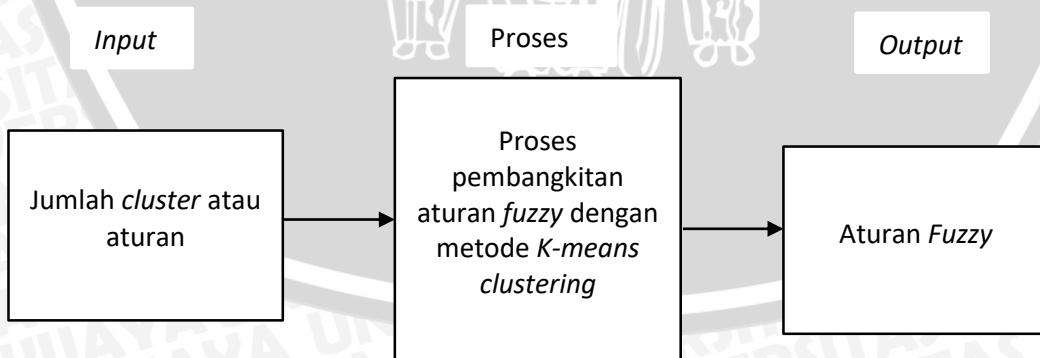 Input
Proses
Output
Jumlah cluster atau
aturan
Proses
pembangkitan
aturan fuzzy dengan
metode K-means
clustering
Aturan Fuzzy